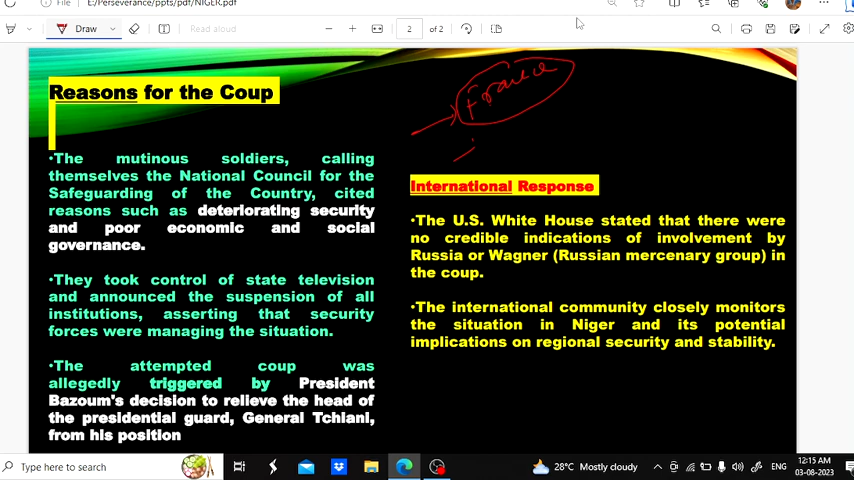 File
E:/Perseverance/ppts/pdf/NIGER.pdf
Draw
Read aloud
2
of 2
Reasons for the Coup
•The mutinous soldiers, calling
themselves the National Council for the
Safeguarding of the Country, cited
reasons such as deteriorating security
and poor economic and social
governance.
•They took control of state television
and announced the suspension of all
institutions, asserting that security
forces were managing the situation.
•The attempted coup was
allegedly triggered by President
Bazoum's decision to relieve the head of
the presidential guard, General Tchiani,
from his position
France
International Response
•The U.S. White House stated that there were
no credible indications of involvement by
Russia or Wagner (Russian mercenary group) in
the coup.
•The international community closely monitors
the situation in Niger and its potential
implications on regional security and stability.
Type here to search
28°C Mostly cloudy
ENG
12:15 AM
03-08-2023